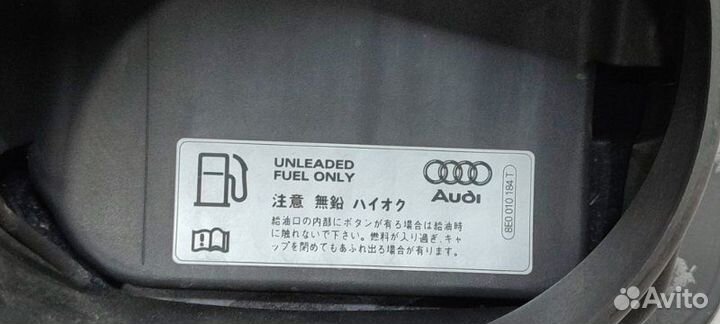 UNLEADED
FUEL ONLY
注意 無鉛 ハイオク
給油口の内部にボタンが有る場合は給油時
に触れないで下さい。燃料が入り過ぎ、キャ
ップを閉めてもあふれ出る場合が有ります。
Audi
8E0 010 184 T
Avito